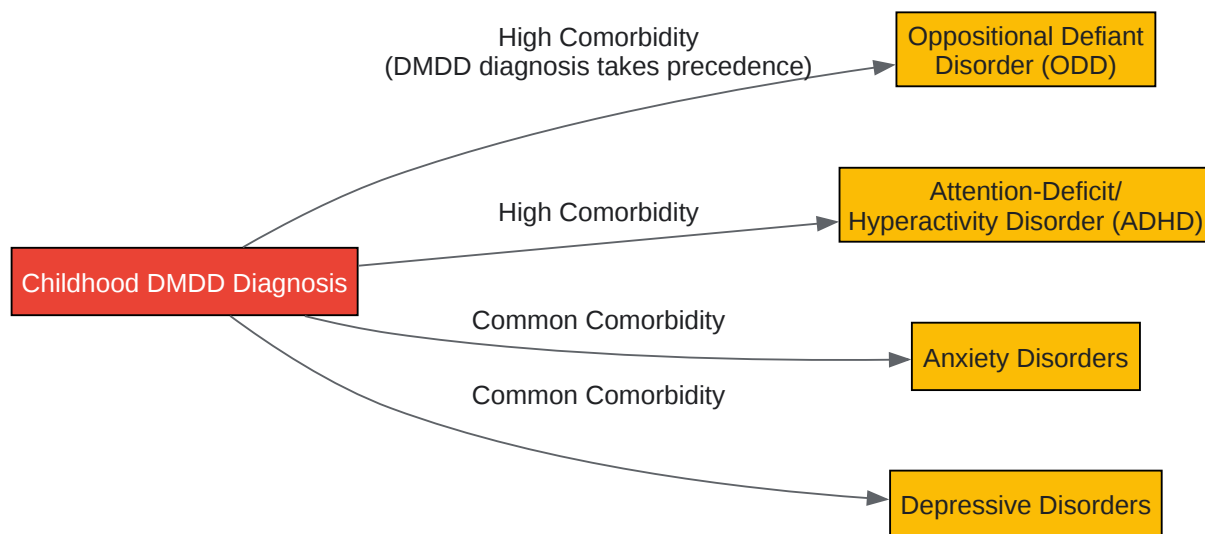 High Comorbidity
(DMDD diagnosis takes precedence)
Oppositional Defiant
Disorder (ODD)
High Comorbidity
Attention-Deficit/
Hyperactivity Disorder (ADHD)
Childhood DMDD Diagnosis
Common Comorbidity
Anxiety Disorders
Common Comorbidity
Depressive Disorders